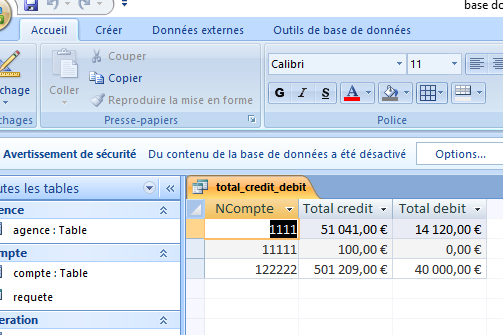 base do
Accueil Créer Données externes Outils de base de données
chage
Coller
Couper
Copier
Reproduire la mise en forme
Calibri 11
G I S A
chages Presse-papiers Police
Avertissement de sécurité Du contenu de la base de données a été désactivé Options...
utes les tables «
total_credit_debit
ence
agence : Table
mpte
compte : Table
requete
eration
NCompte Total credit Total debit
1111 51 041,00 € 14 120,00 €
11111 100,00 € 0,00 €
122222 501 209,00 € 40 000,00 €